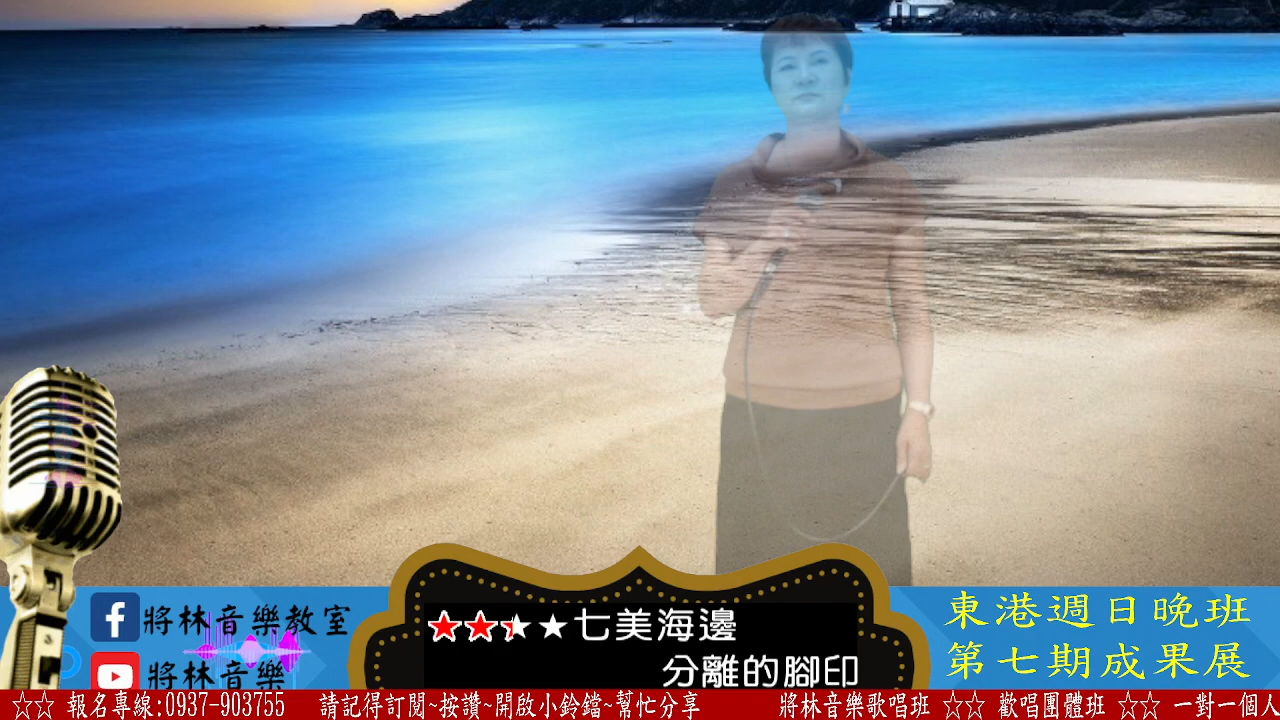 ★★★★七美海邊
分離的腳印
將林音樂教室
將林音樂
東港週日晚班
第七期成果展
☆☆ 報名專線:0937-903755 請記得訂閱~按讚~開啟小鈴鐺~幫忙分享 將林音樂歌唱班 ☆☆ 歡唱團體班 ☆☆ 一對一個人